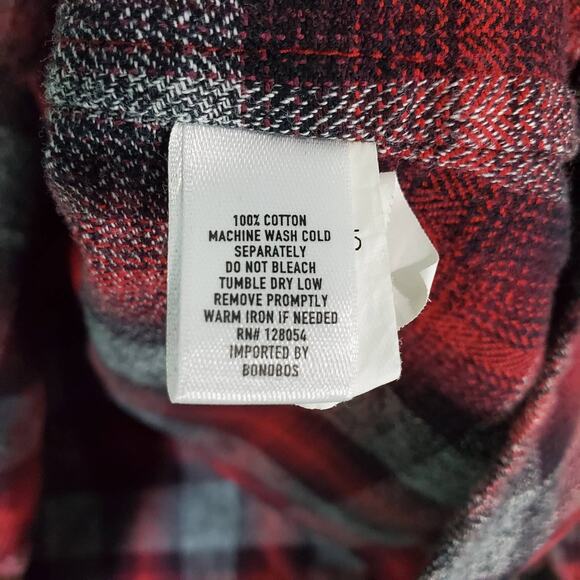 100% COTTON
MACHINE WASH COLD
SEPARATELY
DO NOT BLEACH
TUMBLE DRY LOW
REMOVE PROMPTLY
WARM IRON IF NEEDED
RN# 128054
IMPORTED BY
BONOBOS
5